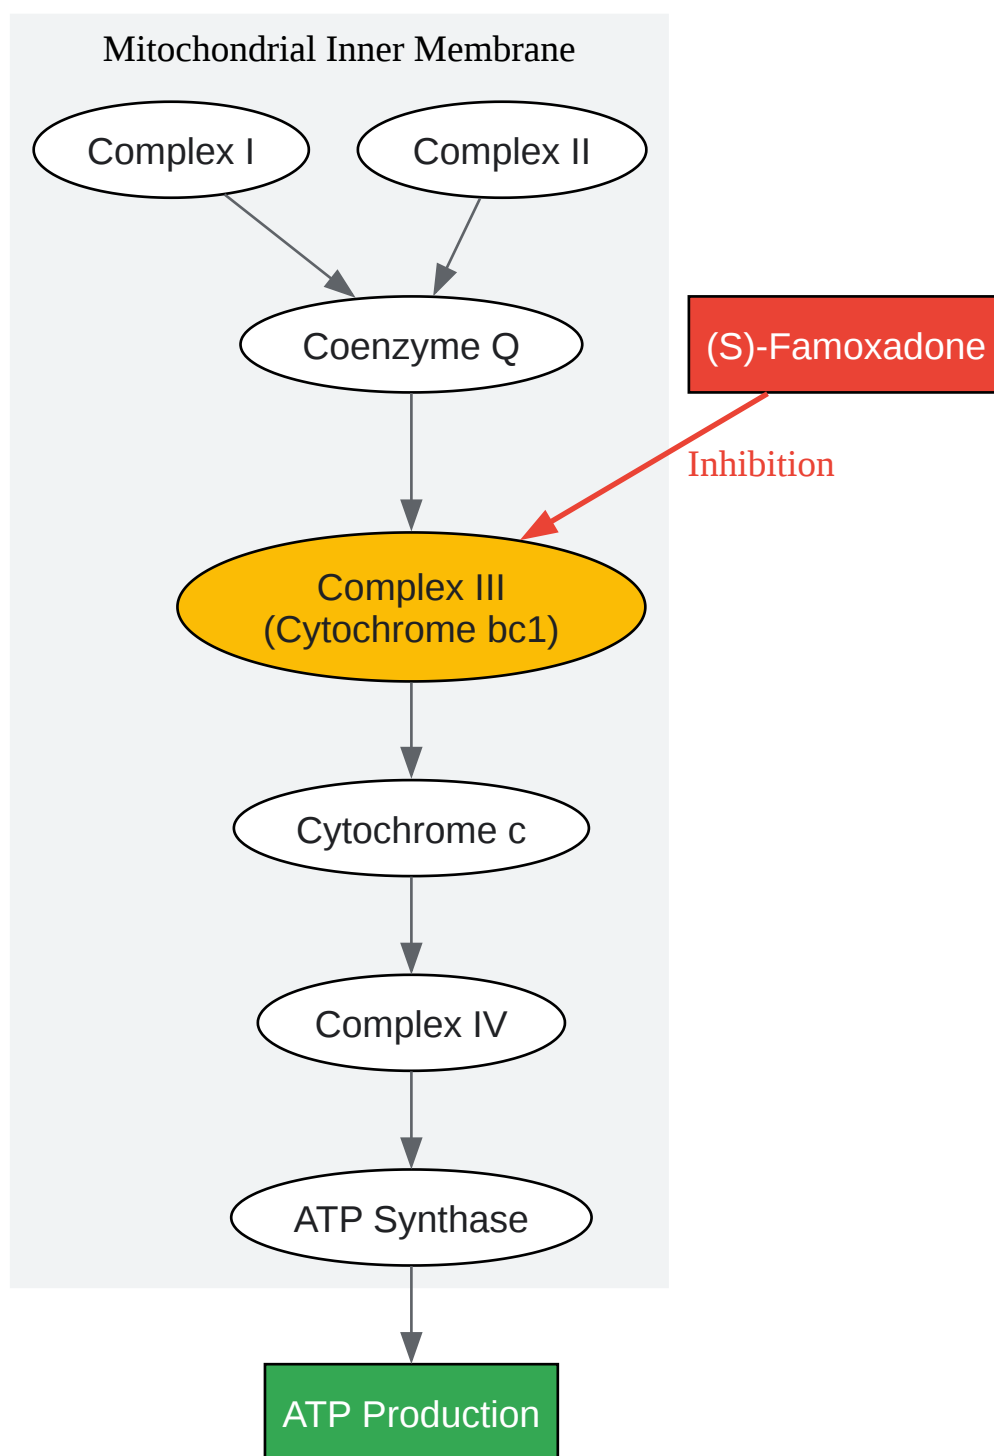 Mitochondrial Inner Membrane
Complex I
Complex II
Coenzyme Q
(S)-Famoxadone
Inhibition
Complex III
(Cytochrome bc1)
Cytochrome c
Complex IV
ATP Synthase
ATP Production